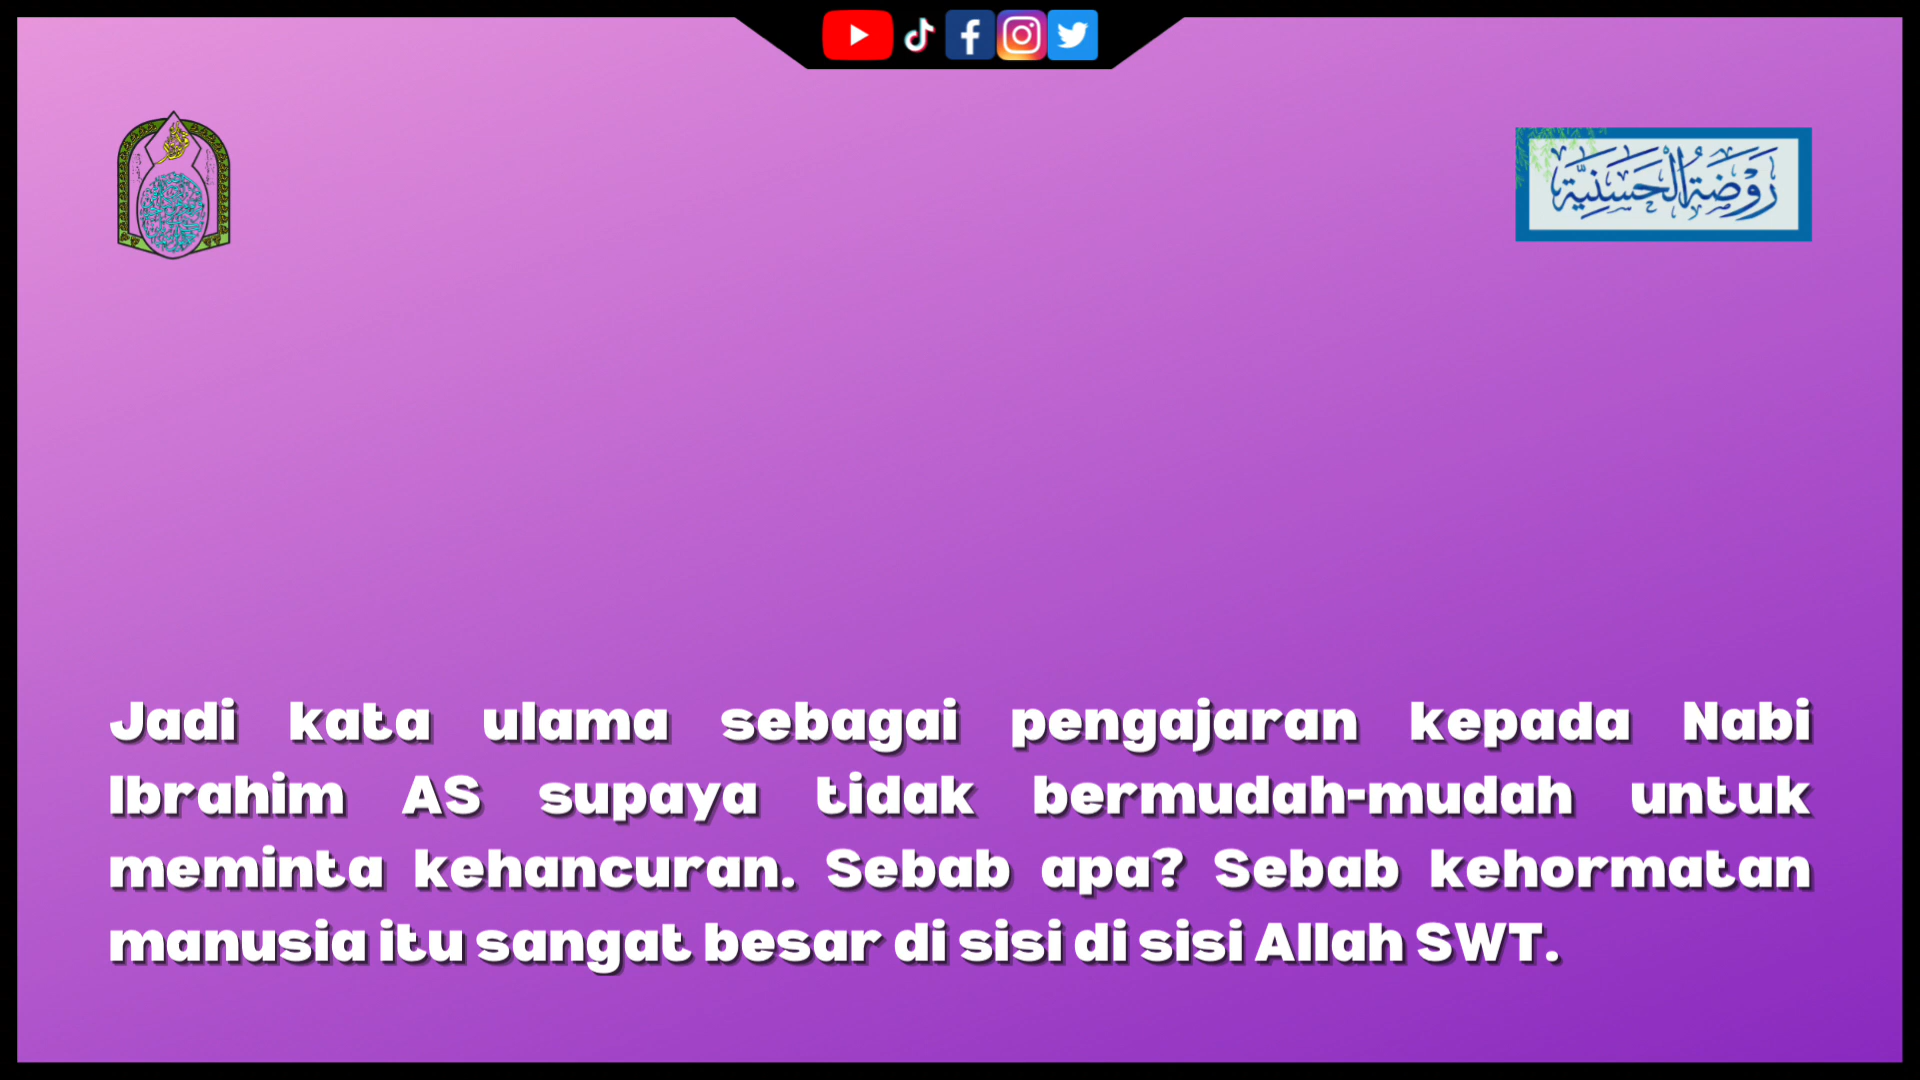 روضة الحسنية
Jadi kata ulama sebagai pengajaran kepada Nabi
Ibrahim AS supaya tidak bermudah-mudah untuk
meminta kehancuran. Sebab apa? Sebab kehormatan
manusia itu sangat besar di sisi di sisi Allah SWT.